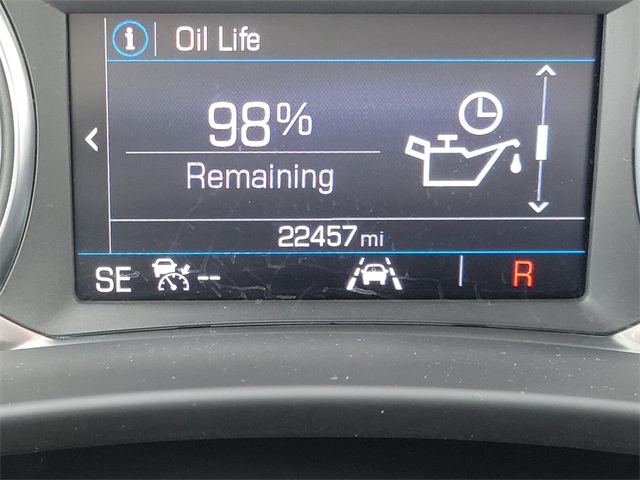 i Oil Life
98%
Remaining
22457 mi
SE -- R